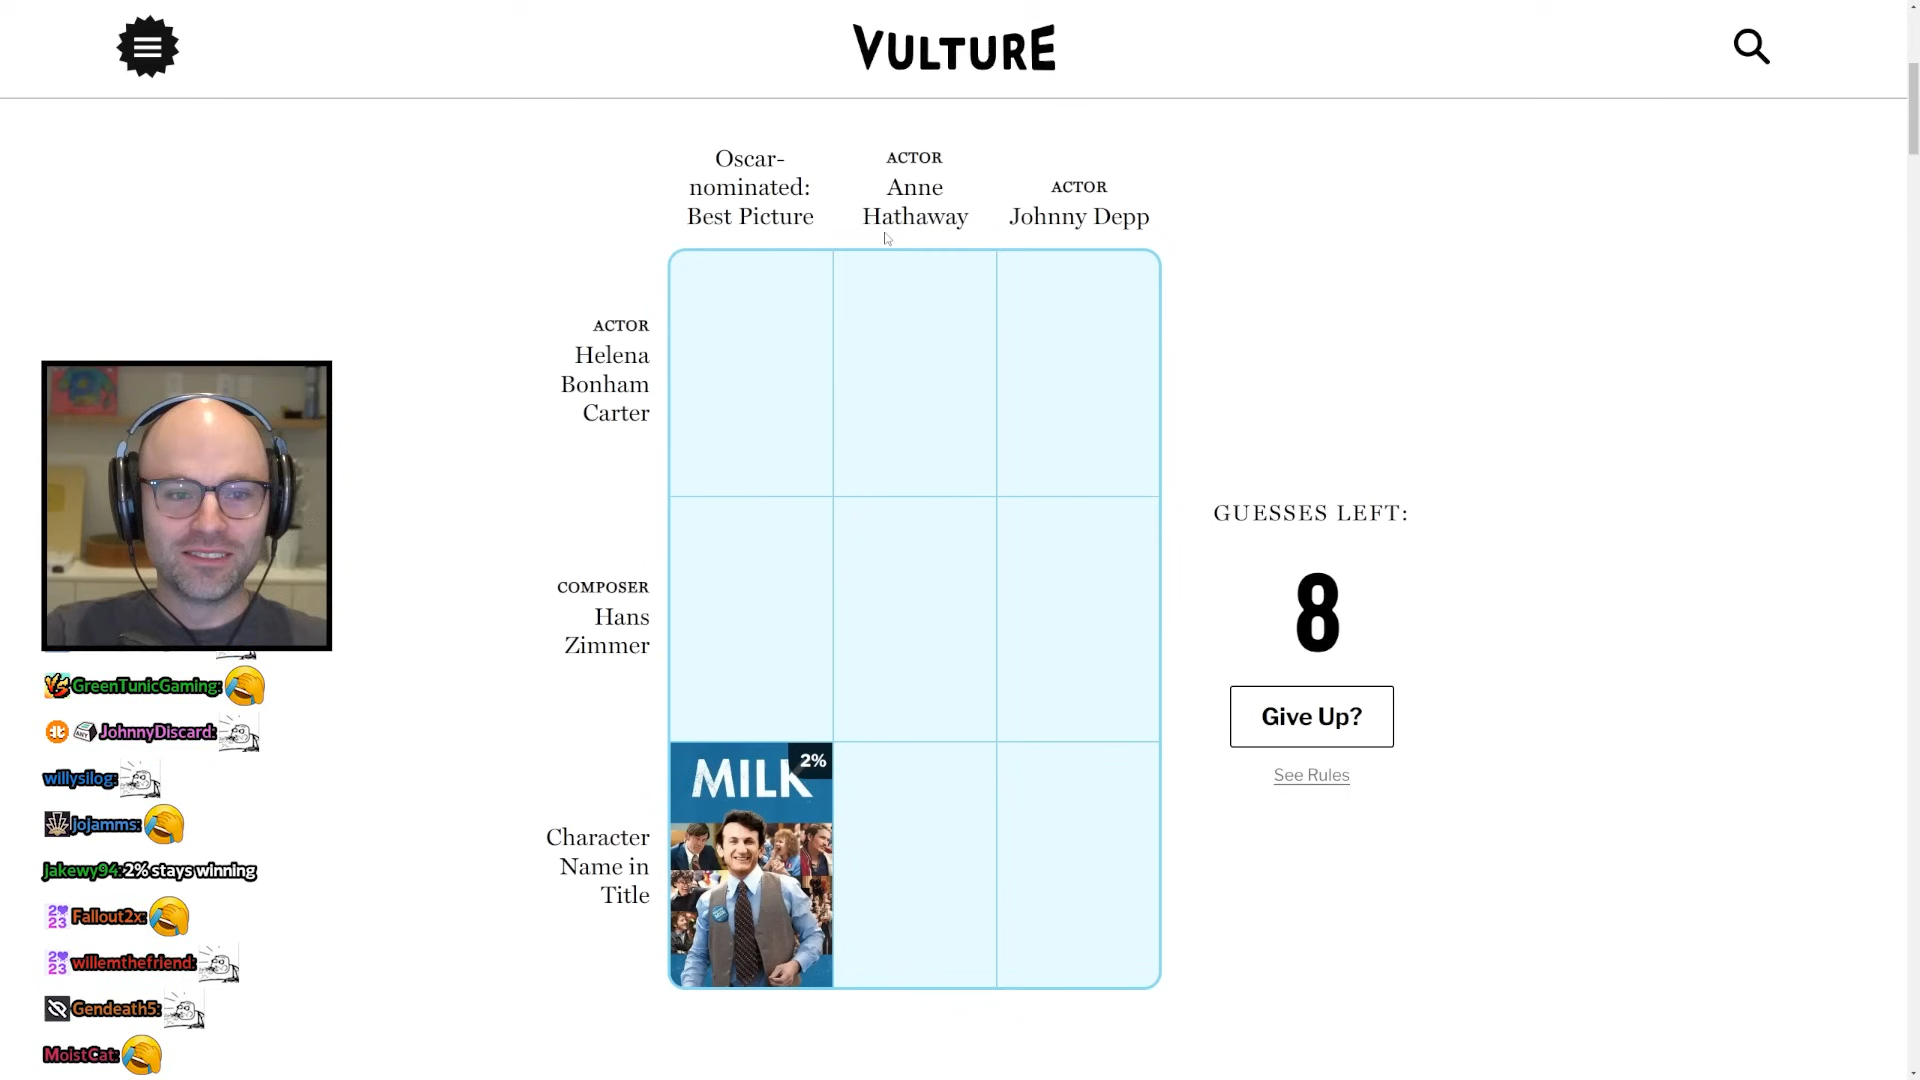 VULTURE
Oscar-
nominated:
Best Picture
ACTOR
Anne
Hathaway
ACTOR
Johnny Depp
ACTOR
Helena
Bonham
Carter
COMPOSER
Hans
Zimmer
Character
Name in
Title
MILK
2%
GUESSES LEFT:
8
Give Up?
See Rules
GreenTunicGaming:
JohnnyDiscard:
willysilog:
jojamms:
Jakewy94: 2% stays winning
Fallout2x:
willemthefriend:
Gendeath5:
MoistCat: